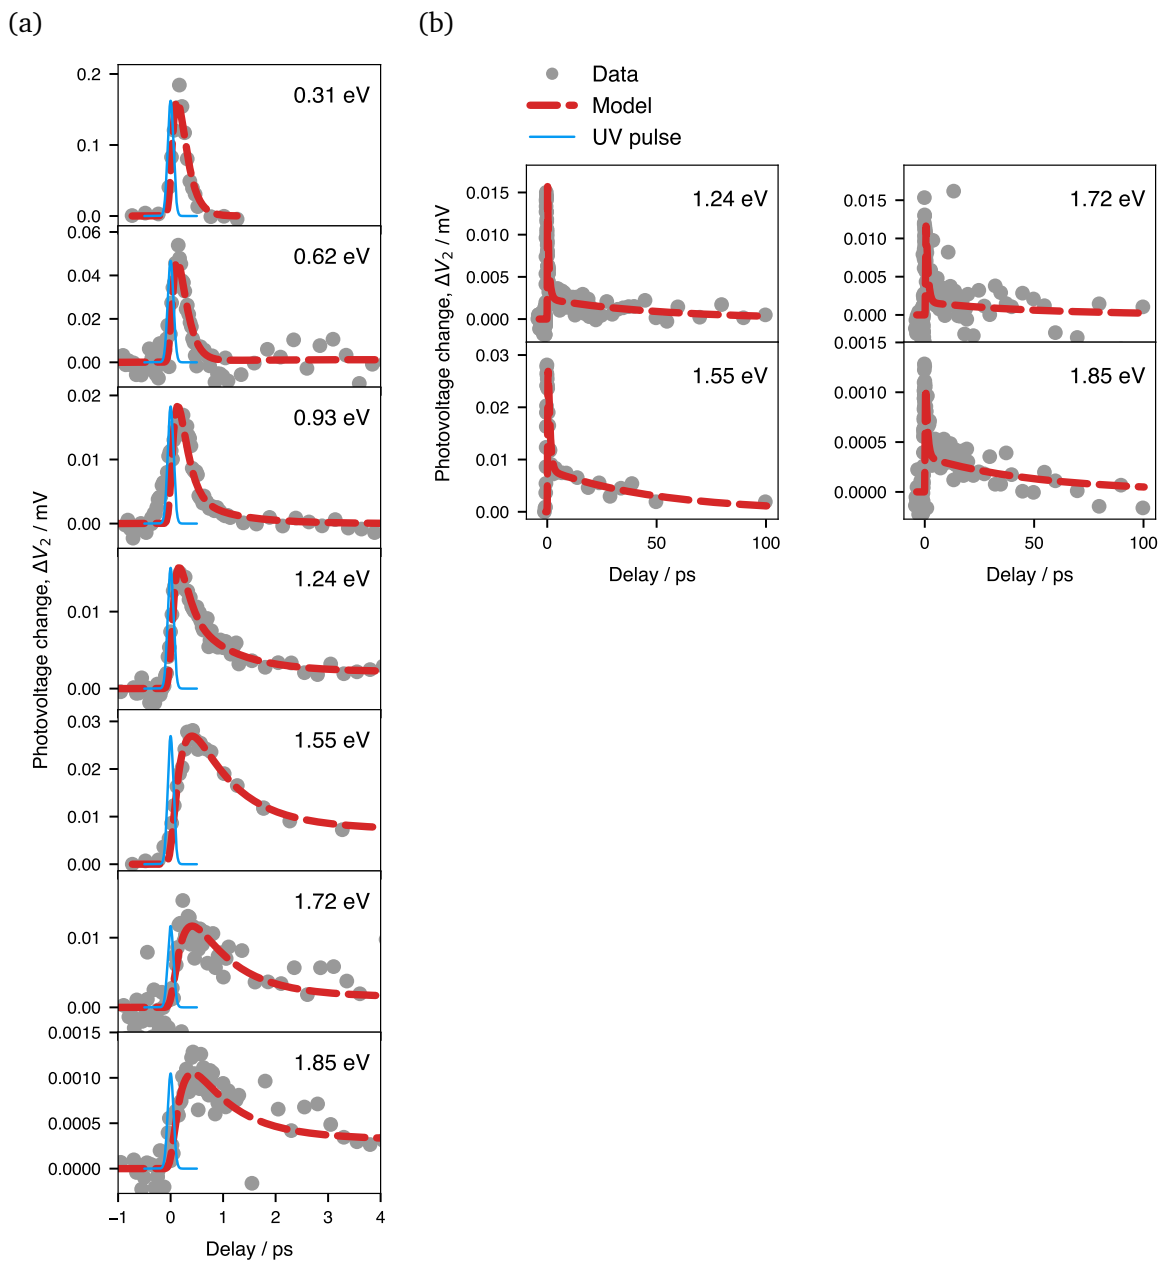 (a)
(b)
Data
Model
UV pulse
Photovoltage change, ΔV₂ / mV
0.2
0.1
0.0
0.31 eV
0.06
0.04
0.02
0.00
0.62 eV
0.02
0.01
0.00
0.93 eV
0.01
0.00
1.24 eV
0.03
0.02
0.01
0.00
1.55 eV
0.01
0.00
1.72 eV
0.0015
0.0010
0.0005
0.0000
1.85 eV
−1 0 1 2 3 4
Delay / ps
Photovoltage change, ΔV₂ / mV
0.015
0.010
0.005
0.000
1.24 eV
0.03
0.02
0.01
0.00
1.55 eV
0 50 100
Delay / ps
0.015
0.010
0.005
0.000
1.72 eV
0.0015
0.0010
0.0005
0.0000
1.85 eV
0 50 100
Delay / ps